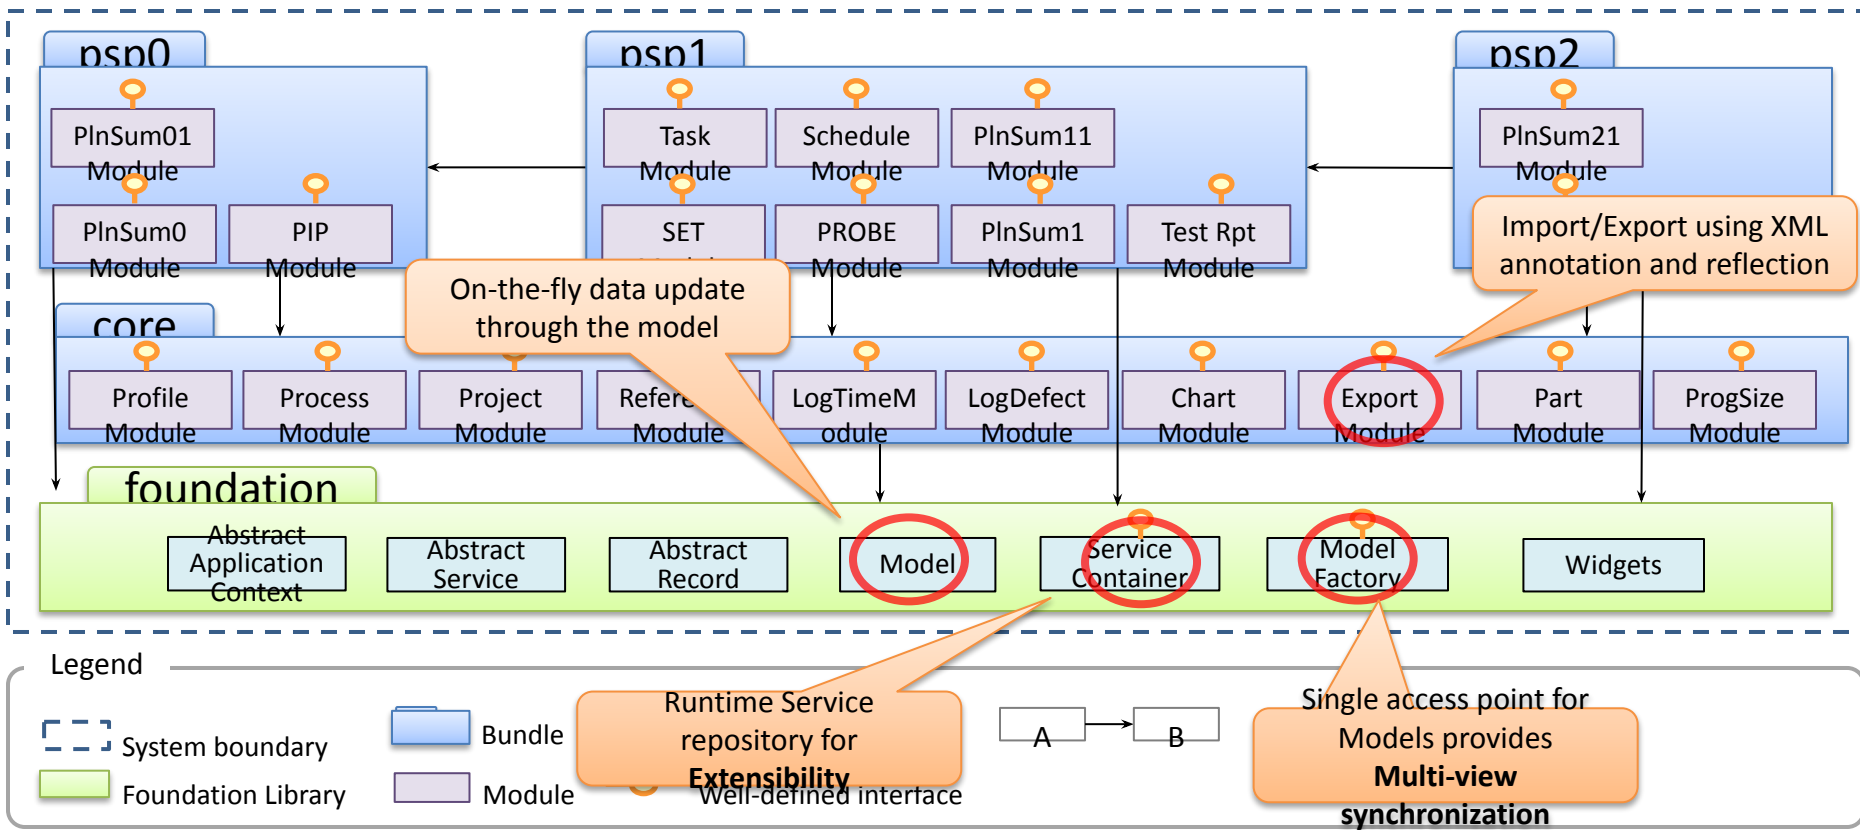 psp0
psp1
psp2
PlnSum01
Module
Task
Module
Schedule
Module
PlnSum11
Module
PlnSum21
Module
PlnSum0
Module
PIP
Module
SET
PROBE
Module
PlnSum1
Module
Test Rpt
Module
Import/Export using XML
annotation and reflection
On-the-fly data update
through the model
core
Profile
Module
Process
Module
Project
Module
Module
LogTimeM
odule
LogDefect
Module
Chart
Module
Export
Module
Part
Module
ProgSize
Module
foundation
Abstract
Application
Context
Abstract
Service
Abstract
Record
Model
Service
Container
Model
Factory
Widgets
Legend
System boundary
Foundation Library
Bundle
Module
Runtime Service
repository for
Extensibility
Well-defined interface
A
B
Single access point for
Models provides
Multi-view
synchronization